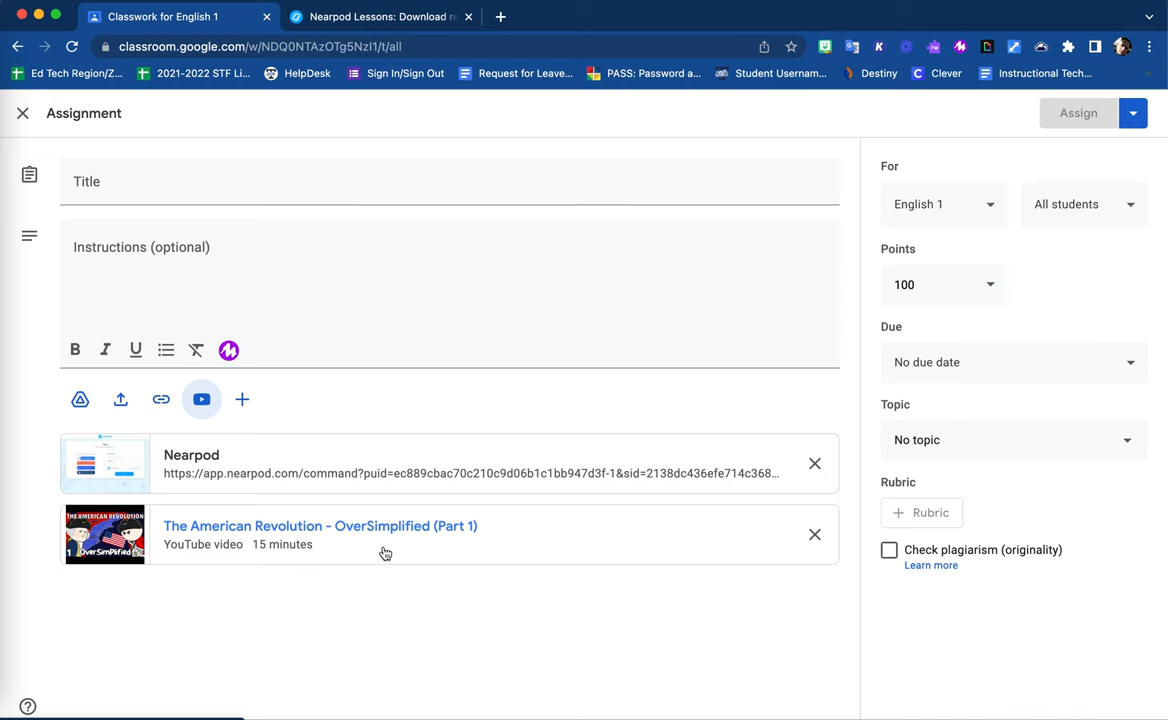 Classwork for English 1
Nearpod Lessons: Download re
classroom.google.com/w/NDQ0NTAzOTg5NzI1/t/all
Ed Tech Region/Z...
2021-2022 STF Li...
HelpDesk
Sign In/Sign Out
Request for Leave...
PASS: Password a...
Student Usernam...
Destiny
Clever
Instructional Tech...
Assignment
Assign
Title
Instructions (optional)
B I U
For
English 1
All students
Points
100
Due
No due date
Topic
No topic
Rubric
+ Rubric
Check plagiarism (originality)
Learn more
Nearpod
https://app.nearpod.com/command?puid=ec889cbac70c210c9d06b1c1bb947d3f-1&sid=2138dc436efe714c368...
THE AMERICAN REVOLUTION
1 OverSimplified
The American Revolution - OverSimplified (Part 1)
YouTube video 15 minutes